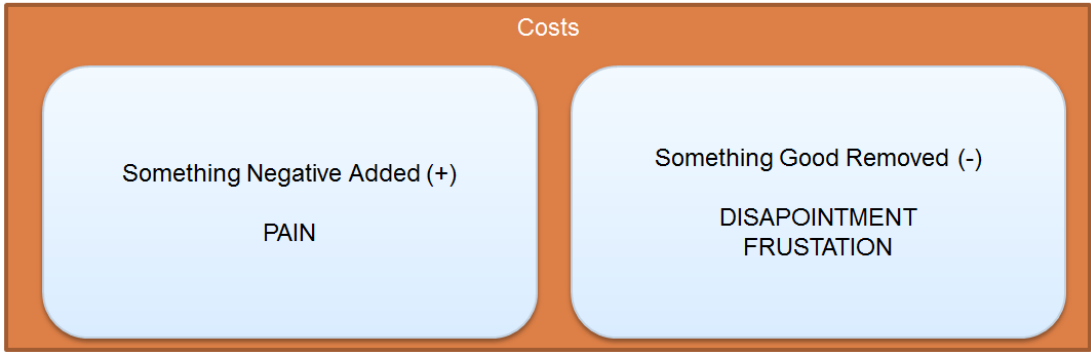 Costs
Something Negative Added (+)
PAIN
Something Good Removed (-)
DISAPOINTMENT
FRUSTATION